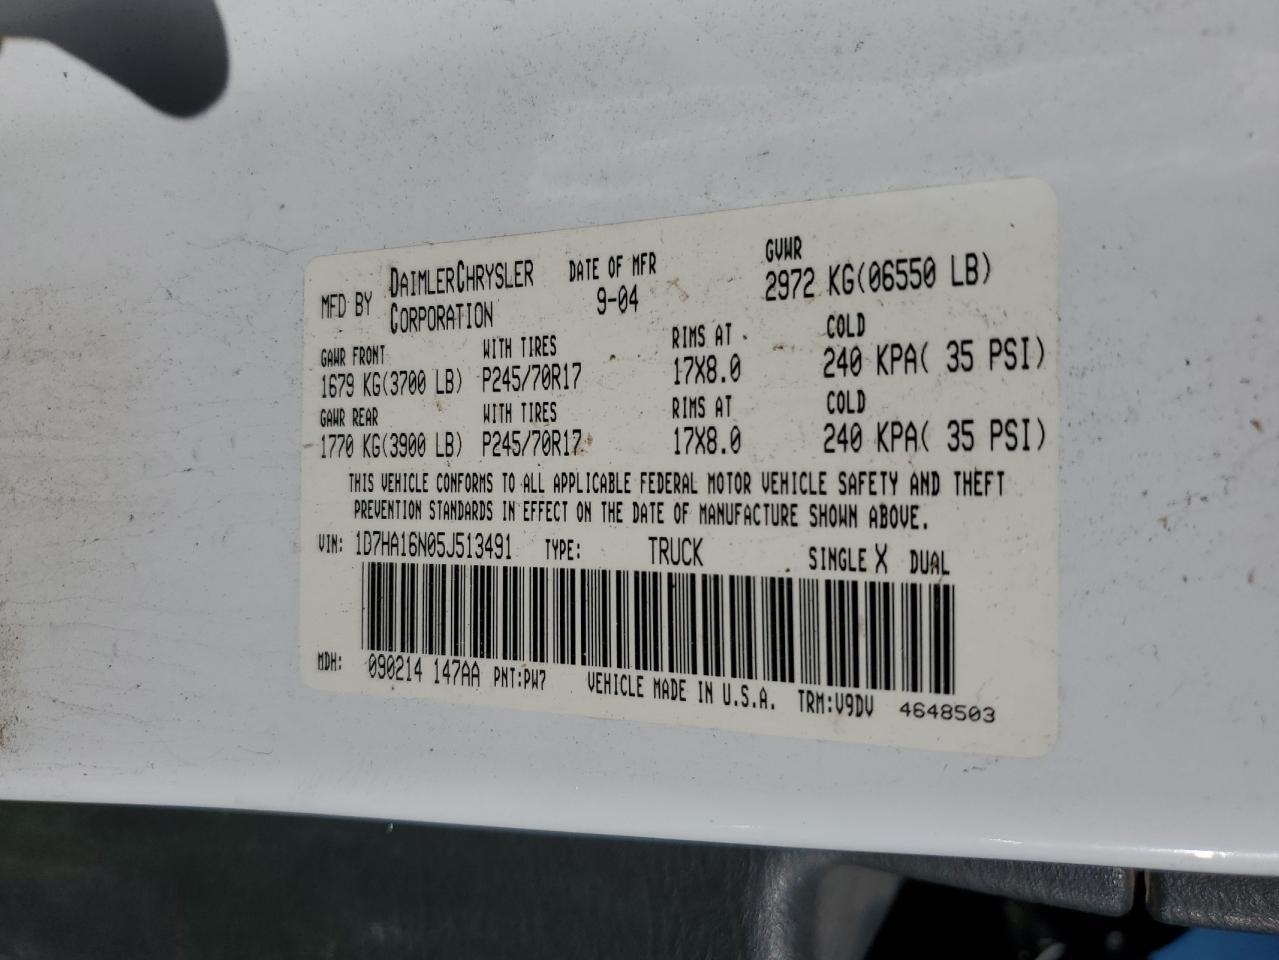 MFD BY DAIMLERCHRYSLER CORPORATION DATE OF MFR 9-04 GVWR 2972 KG(06550 LB)
GAWR FRONT WITH TIRES RIMS AT COLD
1679 KG(3700 LB) P245/70R17 17X8.0 240 KPA( 35 PSI)
GAWR REAR WITH TIRES RIMS AT COLD
1770 KG(3900 LB) P245/70R17 17X8.0 240 KPA( 35 PSI)
THIS VEHICLE CONFORMS TO ALL APPLICABLE FEDERAL MOTOR VEHICLE SAFETY AND THEFT
PREVENTION STANDARDS IN EFFECT ON THE DATE OF MANUFACTURE SHOWN ABOVE.
VIN: 1D7HA16N05J513491 TYPE: TRUCK SINGLE X DUAL
MDH: 090214 147AA PNT:PW7 VEHICLE MADE IN U.S.A. TRM:V9DV 4648503